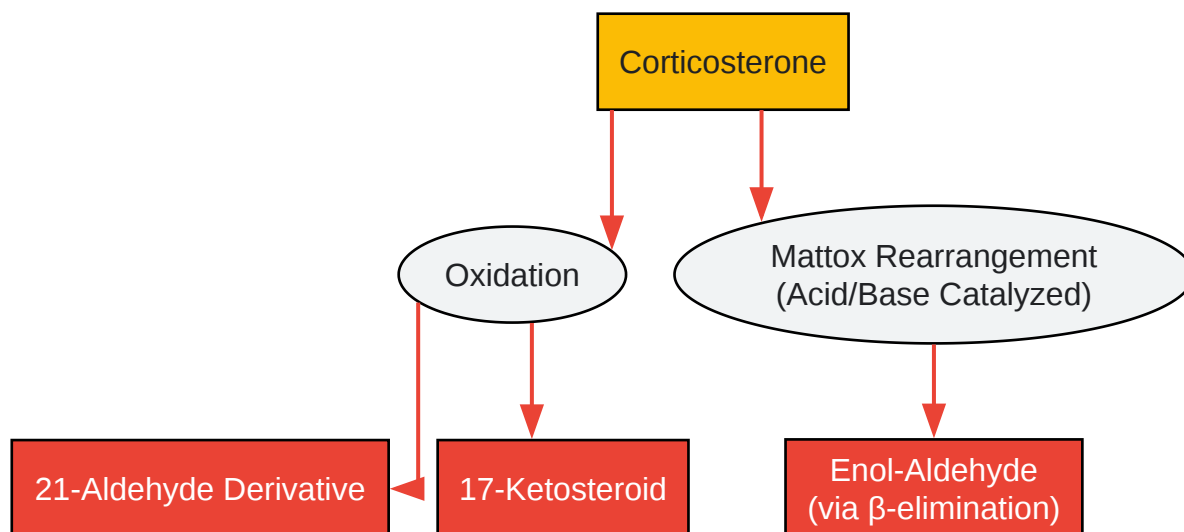 Corticosterone
Oxidation
Mattox Rearrangement
(Acid/Base Catalyzed)
21-Aldehyde Derivative
17-Ketosteroid
Enol-Aldehyde
(via β-elimination)